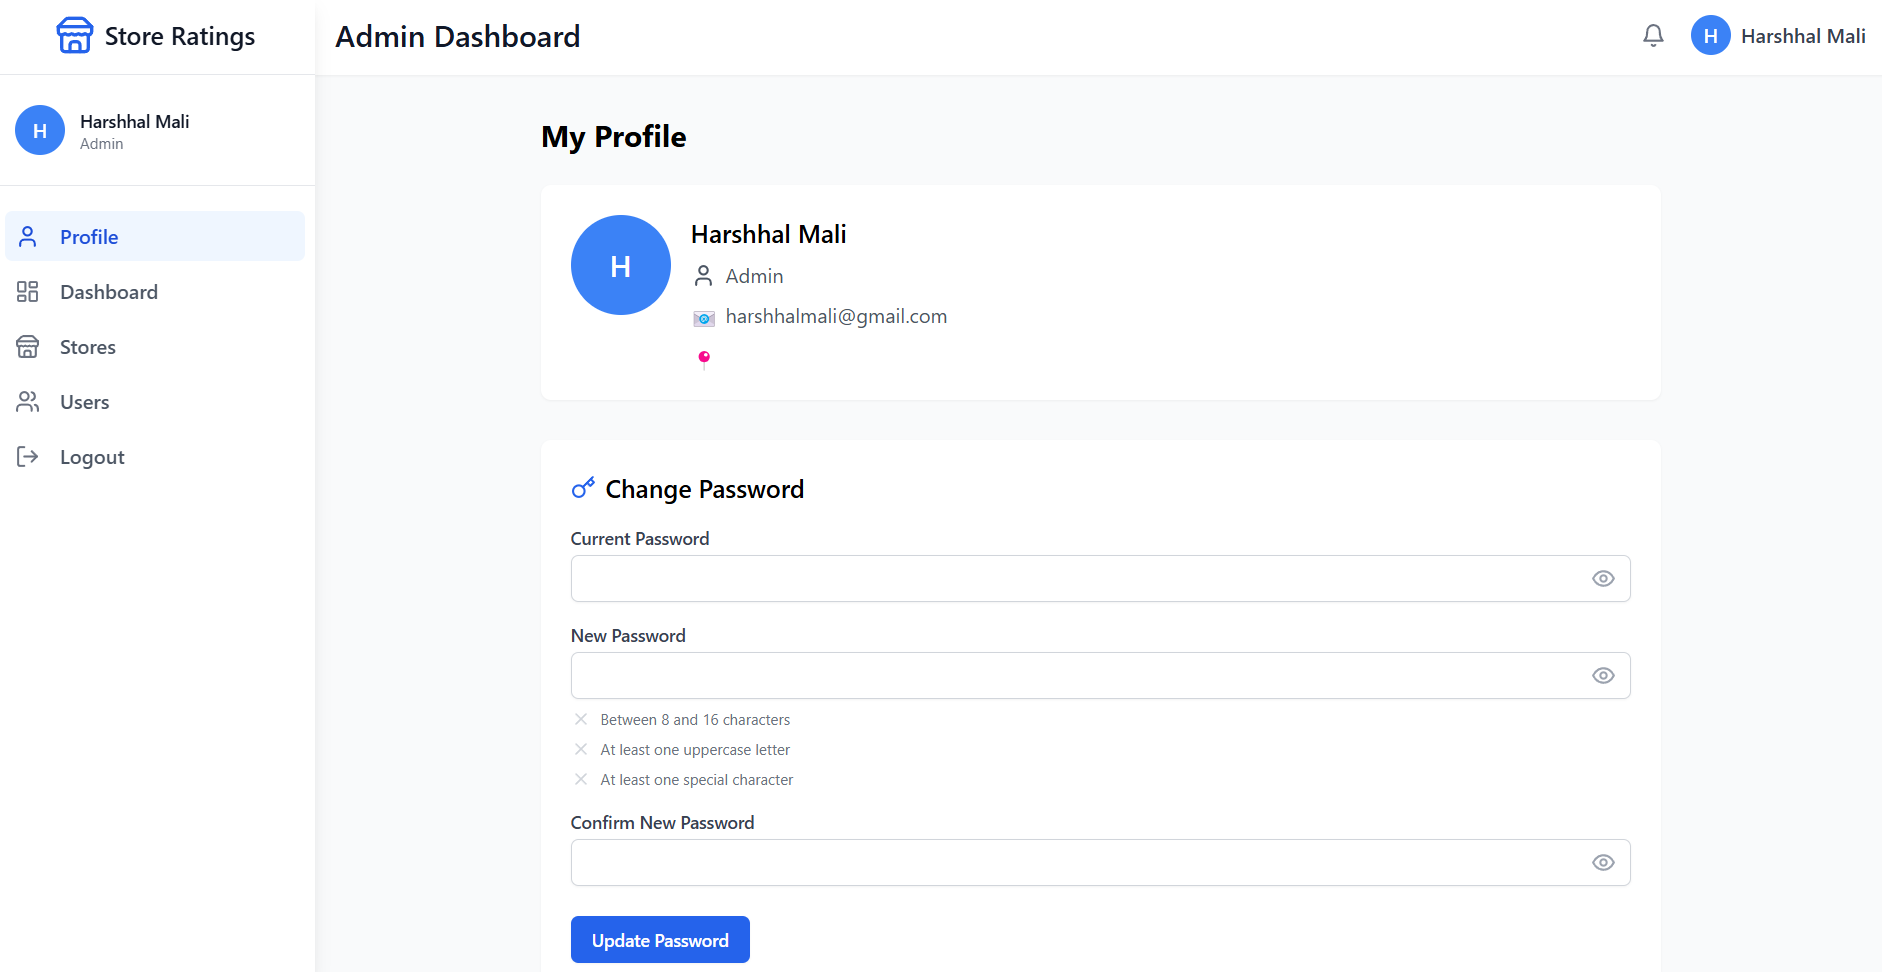 Store Ratings
Admin Dashboard
H
Harshhal Mali
H
Harshhal Mali
Admin
Profile
Dashboard
Stores
Users
Logout
My Profile
H
Harshhal Mali
Admin
harshhalmali@gmail.com
Change Password
Current Password
New Password
Between 8 and 16 characters
At least one uppercase letter
At least one special character
Confirm New Password
Update Password